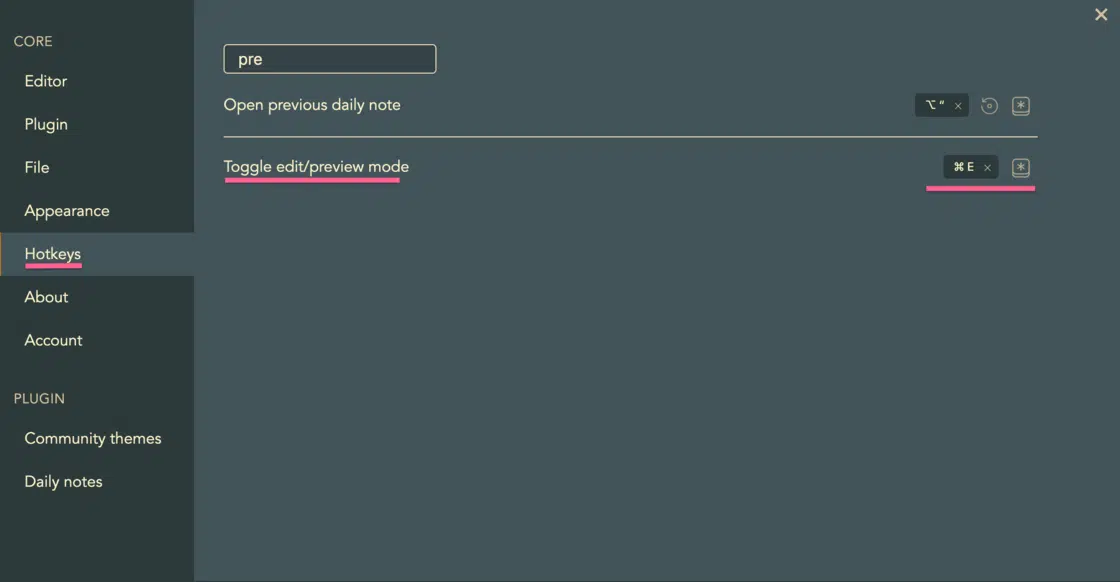 CORE
Editor
Plugin
File
Appearance
Hotkeys
About
Account
PLUGIN
Community themes
Daily notes
pre
Open previous daily note
⌥ “ ×
Toggle edit/preview mode
⌘ E ×